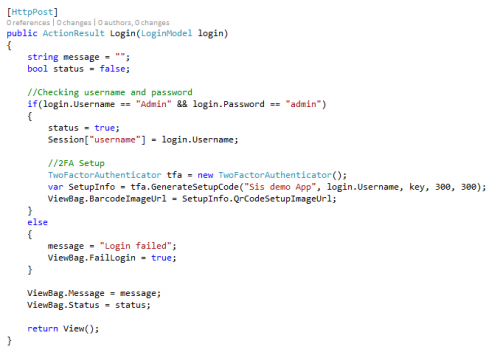 [HttpPost]
0 references | 0 changes | 0 authors, 0 changes
public ActionResult Login(LoginModel login)
{
    string message = "";
    bool status = false;

    //Checking username and password
    if(login.Username == "Admin" && login.Password == "admin")
    {
        status = true;
        Session["username"] = login.Username;

        //2FA Setup
        TwoFactorAuthenticator tfa = new TwoFactorAuthenticator();
        var SetupInfo = tfa.GenerateSetupCode("Sis demo App", login.Username, key, 300, 300);
        ViewBag.BarcodeImageUrl = SetupInfo.QrCodeSetupImageUrl;
    }
    else
    {
        message = "Login failed";
        ViewBag.FailLogin = true;
    }

    ViewBag.Message = message;
    ViewBag.Status = status;

    return View();
}